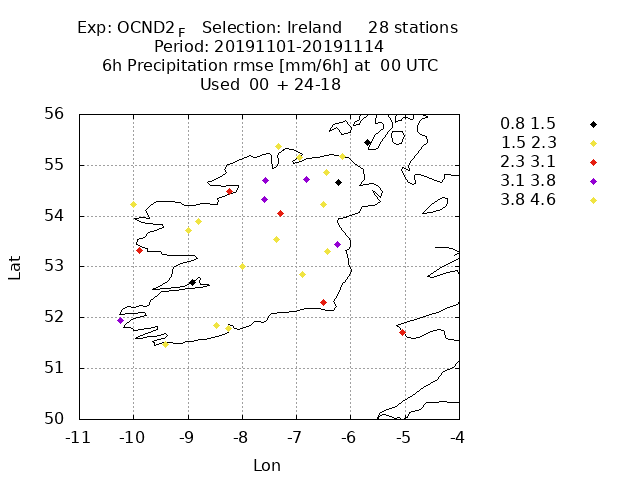 Exp: OCND2_F Selection: Ireland 28 stations
Period: 20191101-20191114
6h Precipitation rmse [mm/6h] at 00 UTC
Used 00 + 24-18
0.8 1.5
1.5 2.3
2.3 3.1
3.1 3.8
3.8 4.6
56
55
54
53
52
51
50
Lat
-11 -10 -9 -8 -7 -6 -5 -4
Lon